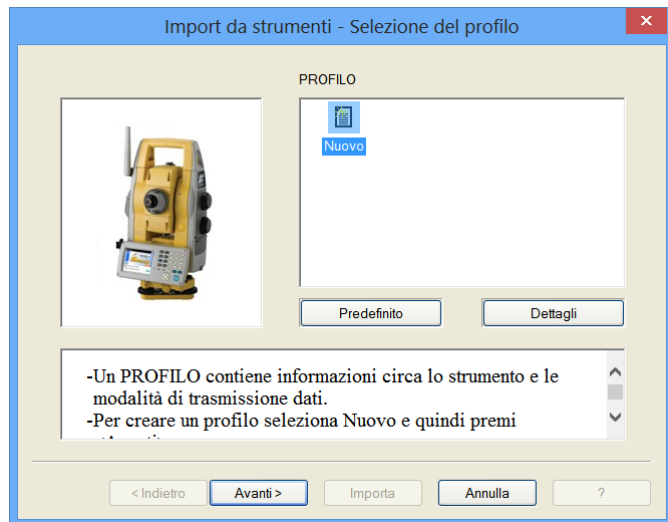 Import da strumenti - Selezione del profilo
PROFILO
Nuovo
Predefinito
Dettagli
-Un PROFILO contiene informazioni circa lo strumento e le
modalità di trasmissione dati.
-Per creare un profilo seleziona Nuovo e quindi premi
< Indietro
Avanti >
Importa
Annulla
?